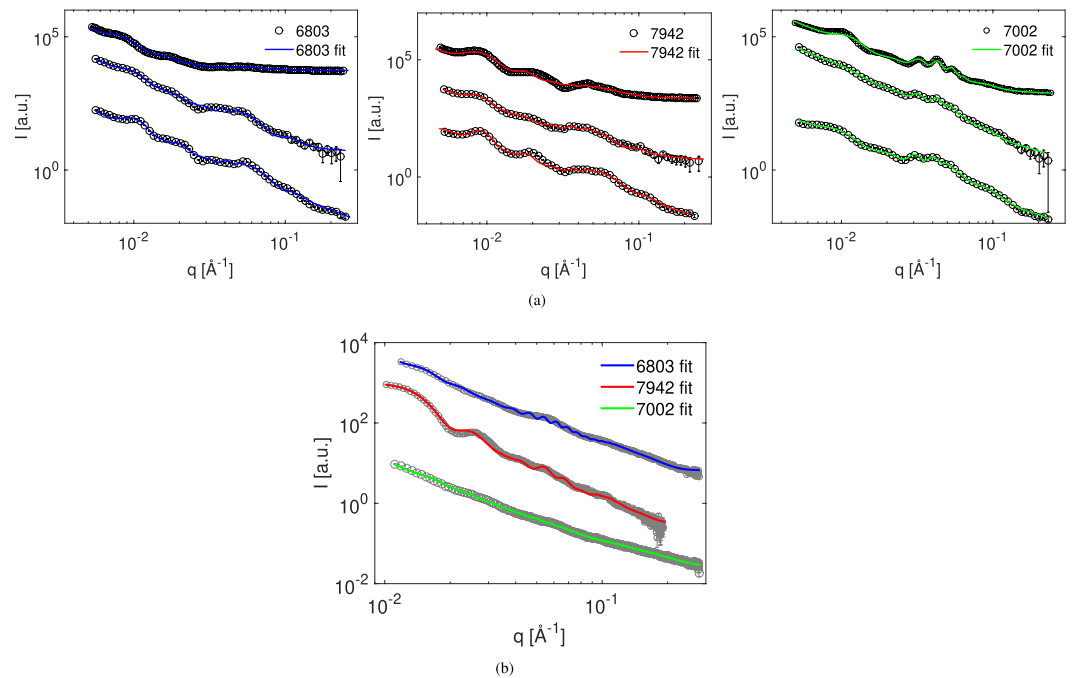 10^5
10^0
I [a.u.]
6803
6803 fit
10^-2
10^-1
q [Å^-1]
10^5
10^0
I [a.u.]
7942
7942 fit
10^-2
10^-1
q [Å^-1]
10^5
10^0
I [a.u.]
7002
7002 fit
10^-2
10^-1
q [Å^-1]
(a)
10^4
10^2
10^0
10^-2
I [a.u.]
6803 fit
7942 fit
7002 fit
10^-2
10^-1
q [Å^-1]
(b)